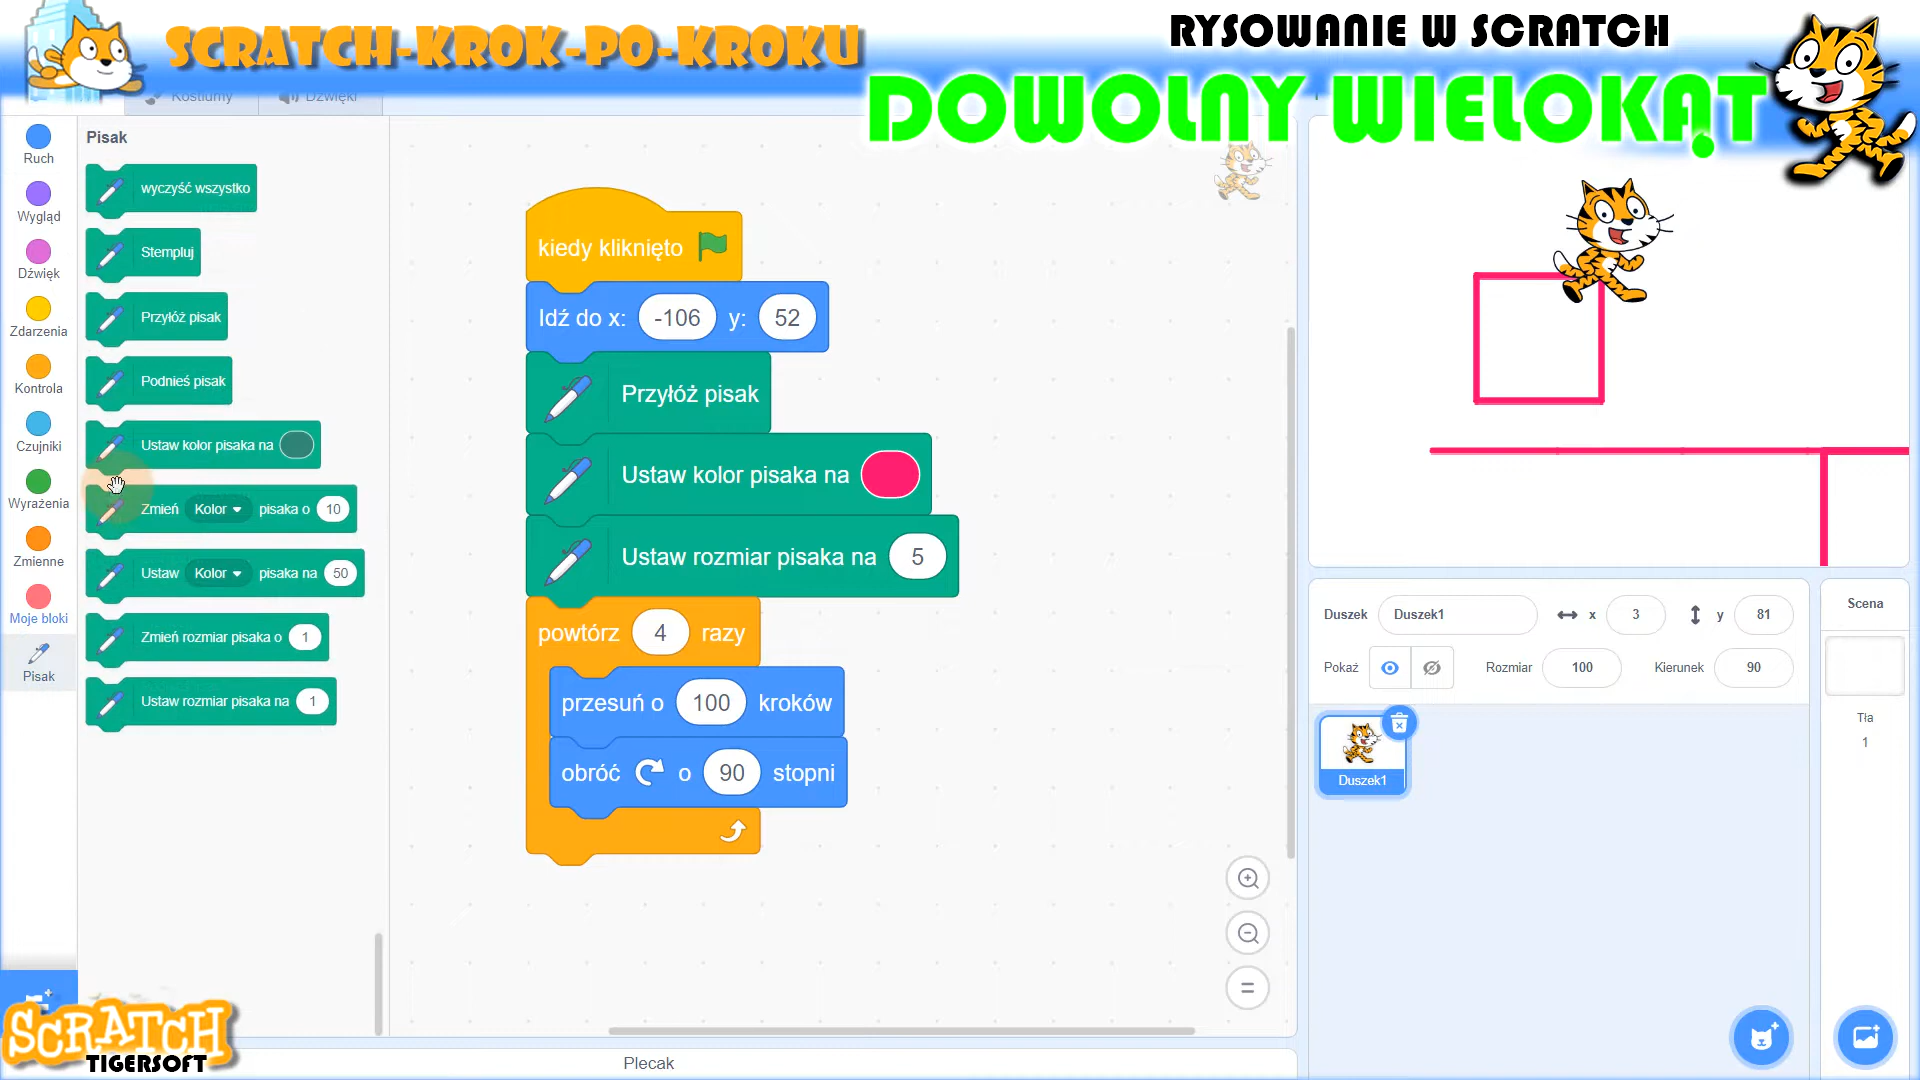 SCRATCH-KROK-PO-KROKU
RYSOWANIE W SCRATCH
DOWOLNY WIELOKĄT
Kostiumy
Dźwięki
Ruch
Wygląd
Dźwięk
Zdarzenia
Kontrola
Czujniki
Wyrażenia
Zmienne
Moje bloki
Pisak
Pisak
wyczyść wszystko
Stempluj
Przyłóż pisak
Podnieś pisak
Ustaw kolor pisaka na
Zmień Kolor pisaka o 10
Ustaw Kolor pisaka na 50
Zmień rozmiar pisaka o 1
Ustaw rozmiar pisaka na 1
kiedy kliknięto
Idź do x: -106 y: 52
Przyłóż pisak
Ustaw kolor pisaka na
Ustaw rozmiar pisaka na 5
powtórz 4 razy
przesuń o 100 kroków
obróć o 90 stopni
Duszek Duszek1 x 3 y 81
Pokaż Rozmiar 100 Kierunek 90
Duszek1
Scena
Tła
1
Plecak
SCRATCH
TIGERSOFT